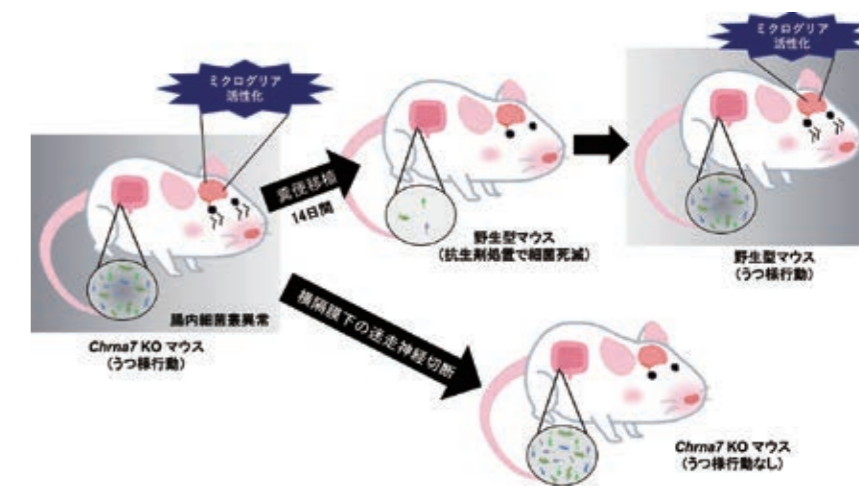 ミクログリア
活性化
ミクログリア
活性化
糞便移植
14日間
野生型マウス
(抗生剤処置で細菌死滅)
野生型マウス
(うつ様行動)
腸内細菌叢異常
Chrna7 KO マウス
(うつ様行動)
横隔膜下の迷走神経切断
Chrna7 KO マウス
(うつ様行動なし)